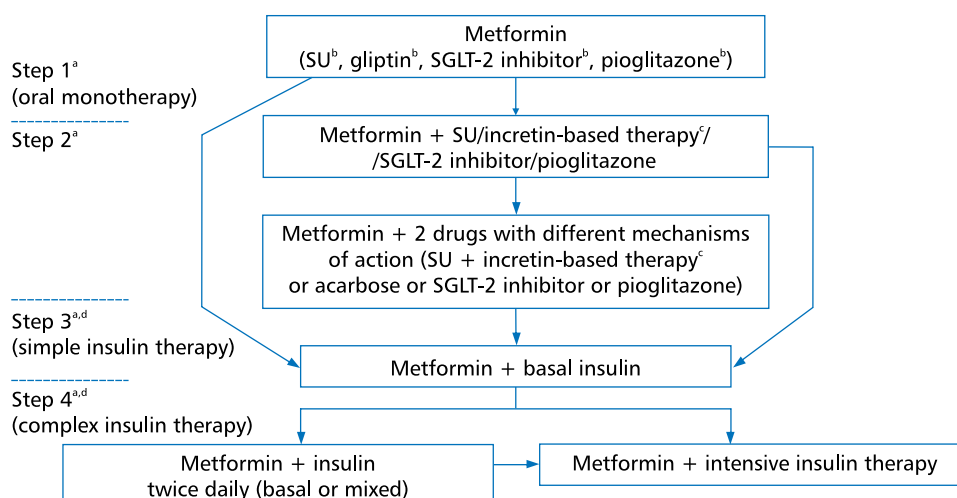 Metformin
(SUᵇ, gliptinᵇ, SGLT-2 inhibitorᵇ, pioglitazoneᵇ)
Step 1ᵃ
(oral monotherapy)
Step 2ᵃ
Metformin + SU/incretin-based therapyᶜ/
/SGLT-2 inhibitor/pioglitazone
Metformin + 2 drugs with different mechanisms
of action (SU + incretin-based therapyᶜ
or acarbose or SGLT-2 inhibitor or pioglitazone)
Step 3ᵃ,ᵈ
(simple insulin therapy)
Metformin + basal insulin
Step 4ᵃ,ᵈ
(complex insulin therapy)
Metformin + insulin
twice daily (basal or mixed)
Metformin + intensive insulin therapy